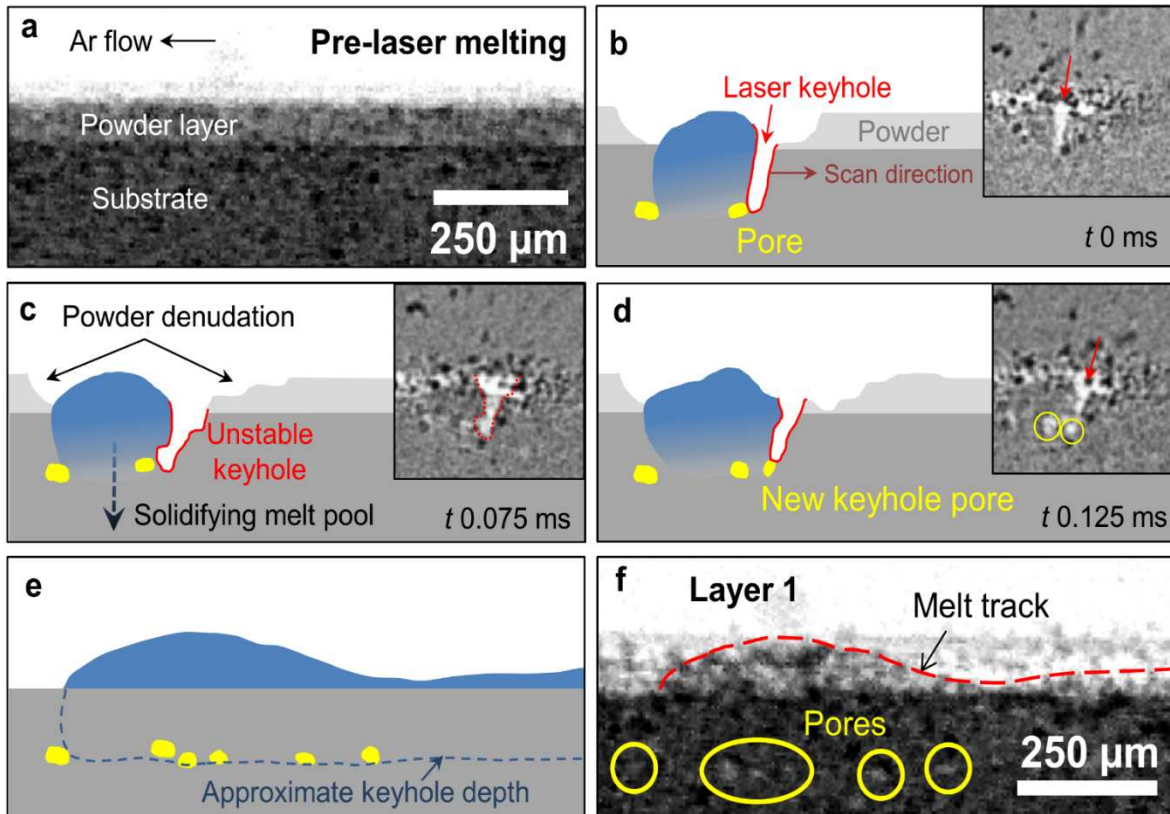 a
Ar flow
Pre-laser melting
Powder layer
Substrate
250 µm
b
Laser keyhole
Powder
Scan direction
Pore
t 0 ms
c
Powder denudation
Unstable
keyhole
Solidifying melt pool
t 0.075 ms
d
New keyhole pore
t 0.125 ms
e
Approximate keyhole depth
f
Layer 1
Melt track
Pores
250 µm